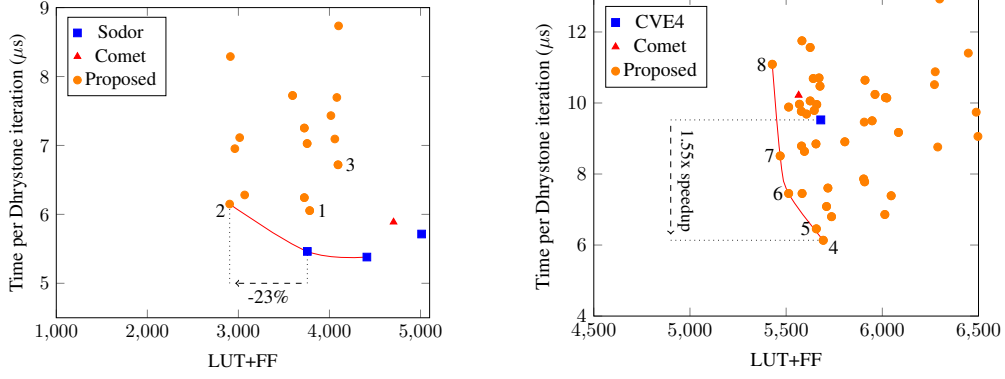 9
8
7
6
5
Time per Dhrystone iteration (μs)
Sodor
Comet
Proposed
3
2
1
-23%
1,000
2,000
3,000
4,000
5,000
LUT+FF
12
10
8
6
4
Time per Dhrystone iteration (μs)
CVE4
Comet
Proposed
8
7
6
5
4
1.55x speedup
4,500
5,000
5,500
6,000
6,500
LUT+FF